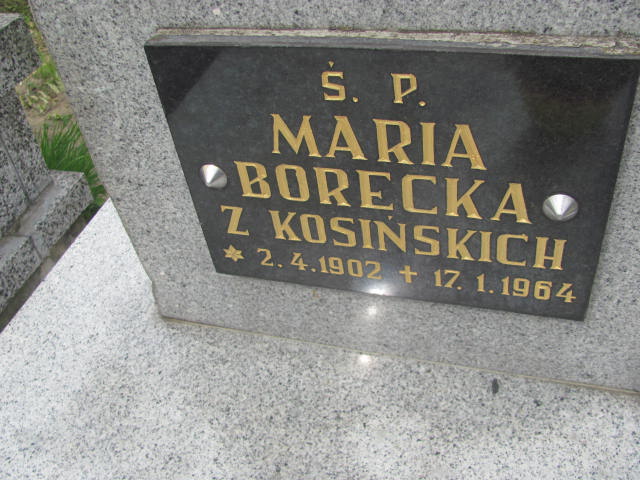 Ś. P.
MARIA
BORECKA
Z KOSIŃSKICH
* 2.4.1902 + 17.1.1964